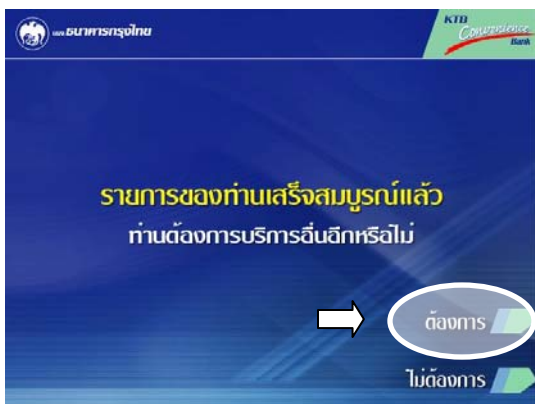 บมจ.ธนาคารกรุงไทย
KTB
Convenience
Bank
รายการของท่านเสร็จสมบูรณ์แล้ว
ท่านต้องการบริการอื่นอีกหรือไม่
ต้องการ
ไม่ต้องการ